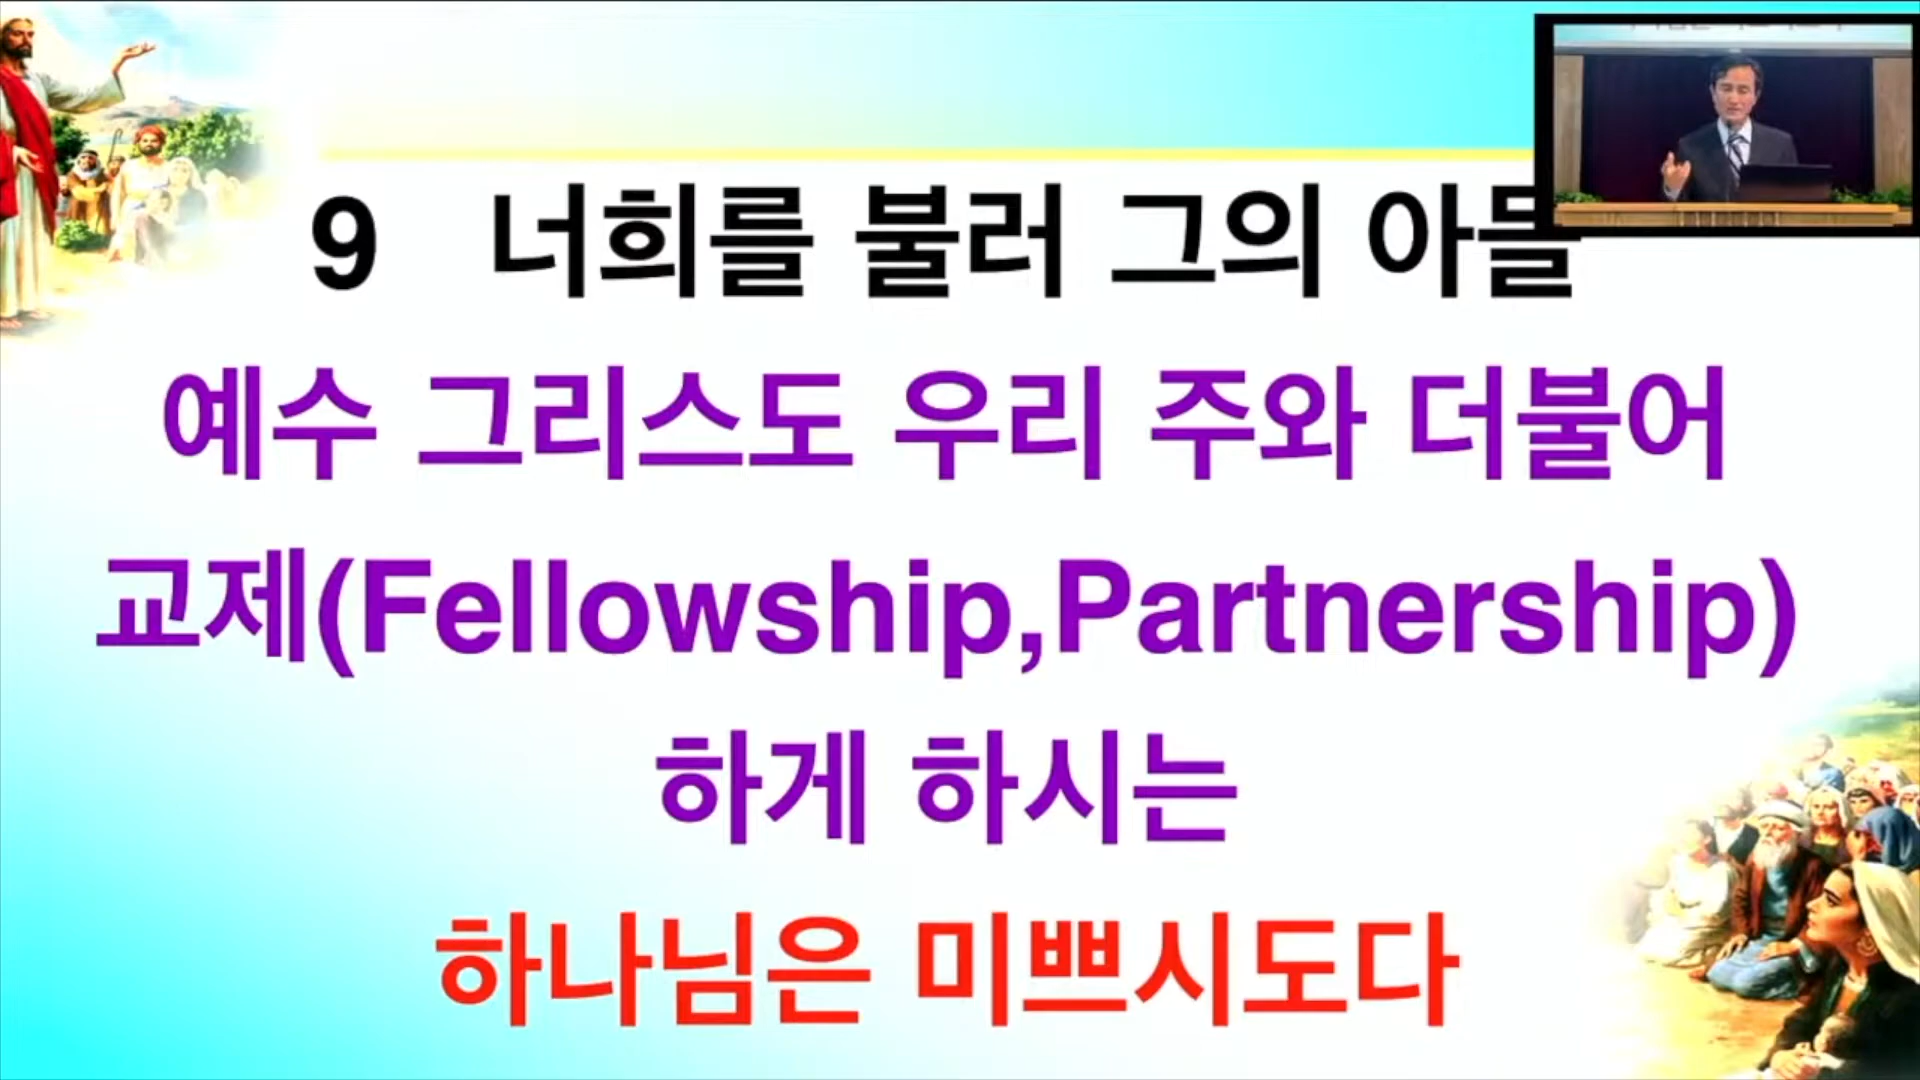 9 너희를 불러 그의 아들
예수 그리스도 우리 주와 더불어
교제(Fellowship,Partnership)
하게 하시는
하나님은 미쁘시도다